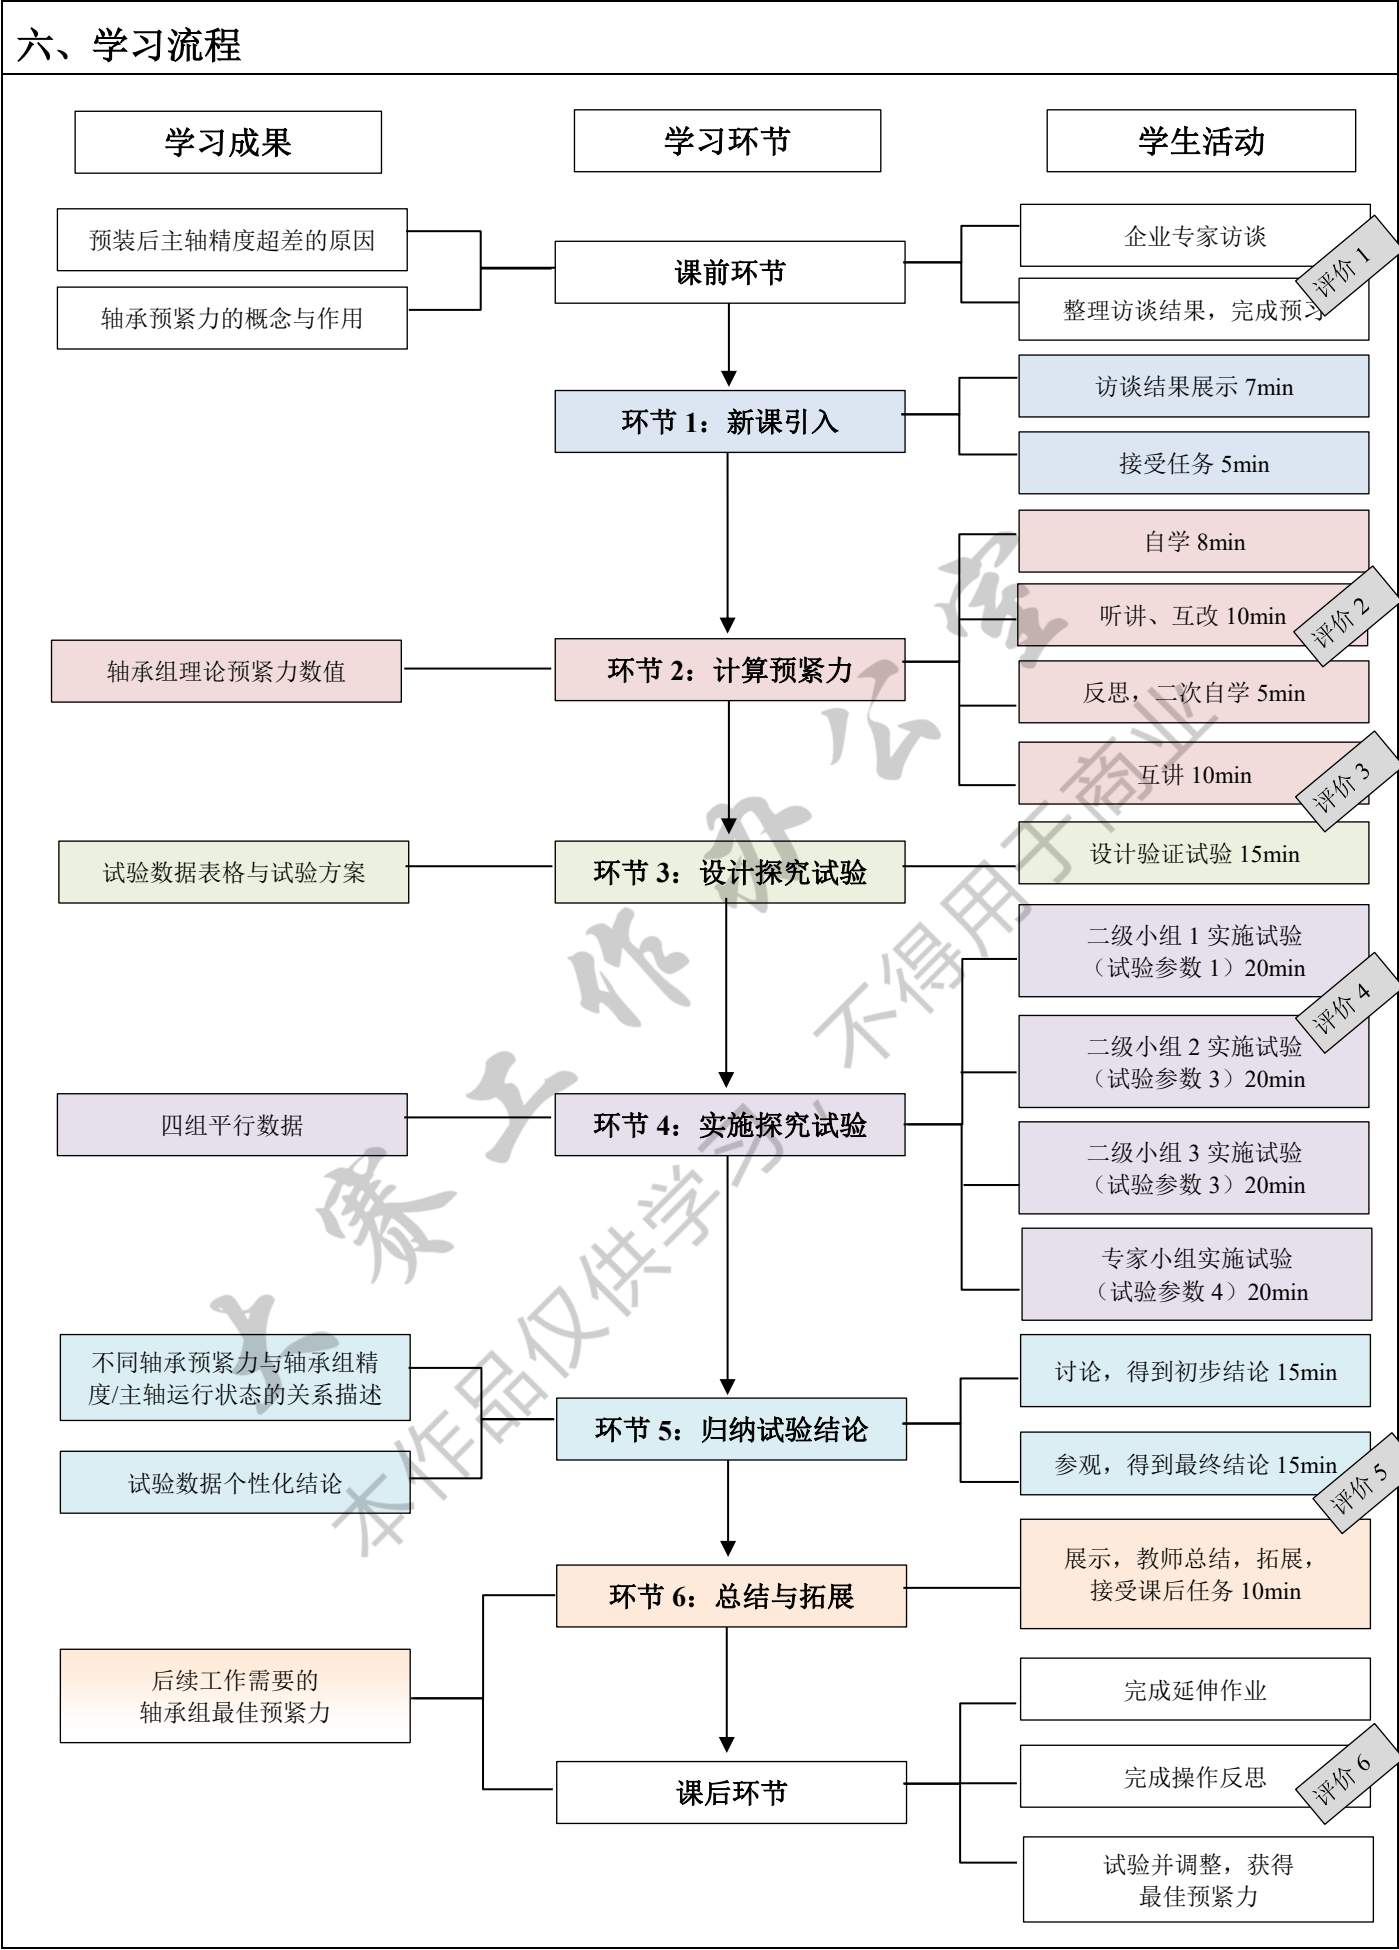 六、学习流程
学习成果
学习环节
学生活动
预装后主轴精度超差的原因
轴承预紧力的概念与作用
课前环节
企业专家访谈
整理访谈结果，完成预习
评价 1
环节 1：新课引入
访谈结果展示 7min
接受任务 5min
轴承组理论预紧力数值
环节 2：计算预紧力
自学 8min
听讲、互改 10min
评价 2
反思，二次自学 5min
互讲 10min
评价 3
试验数据表格与试验方案
环节 3：设计探究试验
设计验证试验 15min
四组平行数据
环节 4：实施探究试验
二级小组 1 实施试验
（试验参数 1）20min
评价 4
二级小组 2 实施试验
（试验参数 3）20min
二级小组 3 实施试验
（试验参数 3）20min
专家小组实施试验
（试验参数 4）20min
不同轴承预紧力与轴承组精
度/主轴运行状态的关系描述
试验数据个性化结论
环节 5：归纳试验结论
讨论，得到初步结论 15min
参观，得到最终结论 15min
评价 5
环节 6：总结与拓展
展示，教师总结，拓展，
接受课后任务 10min
后续工作需要的
轴承组最佳预紧力
课后环节
完成延伸作业
完成操作反思
评价 6
试验并调整，获得
最佳预紧力
大赛工作办公室
本作品仅供学习，不得用于商业